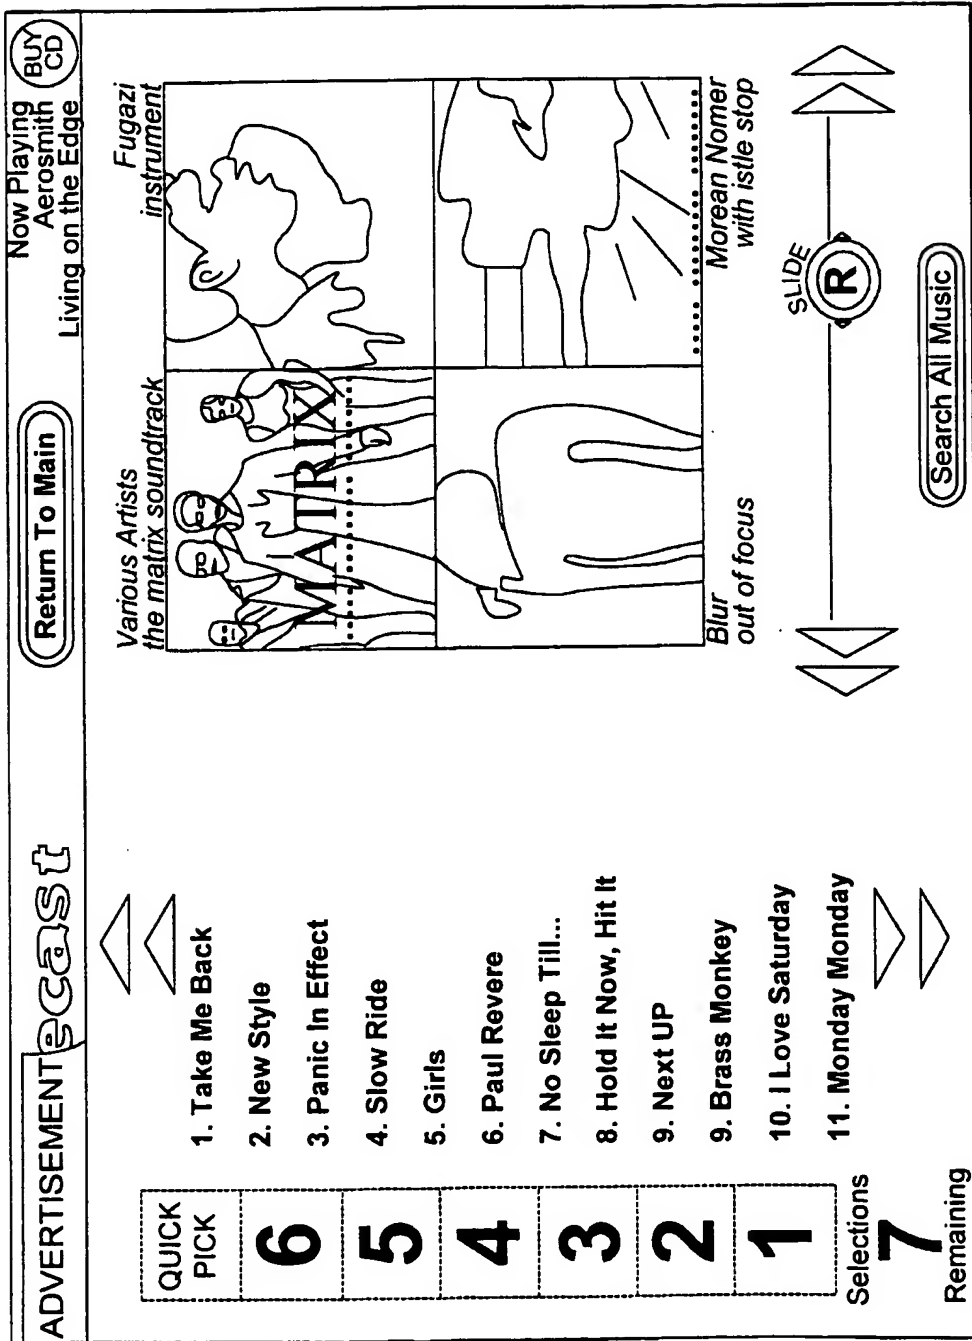 ADVERTISEMENT
ecast
Return To Main
Now Playing
Aerosmith
Living on the Edge
BUY
CD
QUICK
PICK
6
5
4
3
2
1
Selections
7
Remaining
1. Take Me Back
2. New Style
3. Panic In Effect
4. Slow Ride
5. Girls
6. Paul Revere
7. No Sleep Till...
8. Hold It Now, Hit It
9. Next UP
9. Brass Monkey
10. I Love Saturday
11. Monday Monday
Various Artists
the matrix soundtrack
Fugazi
instrument
MATRIX
Blur
out of focus
Morean Nomer
with istle stop
SLIDE
R
Search All Music